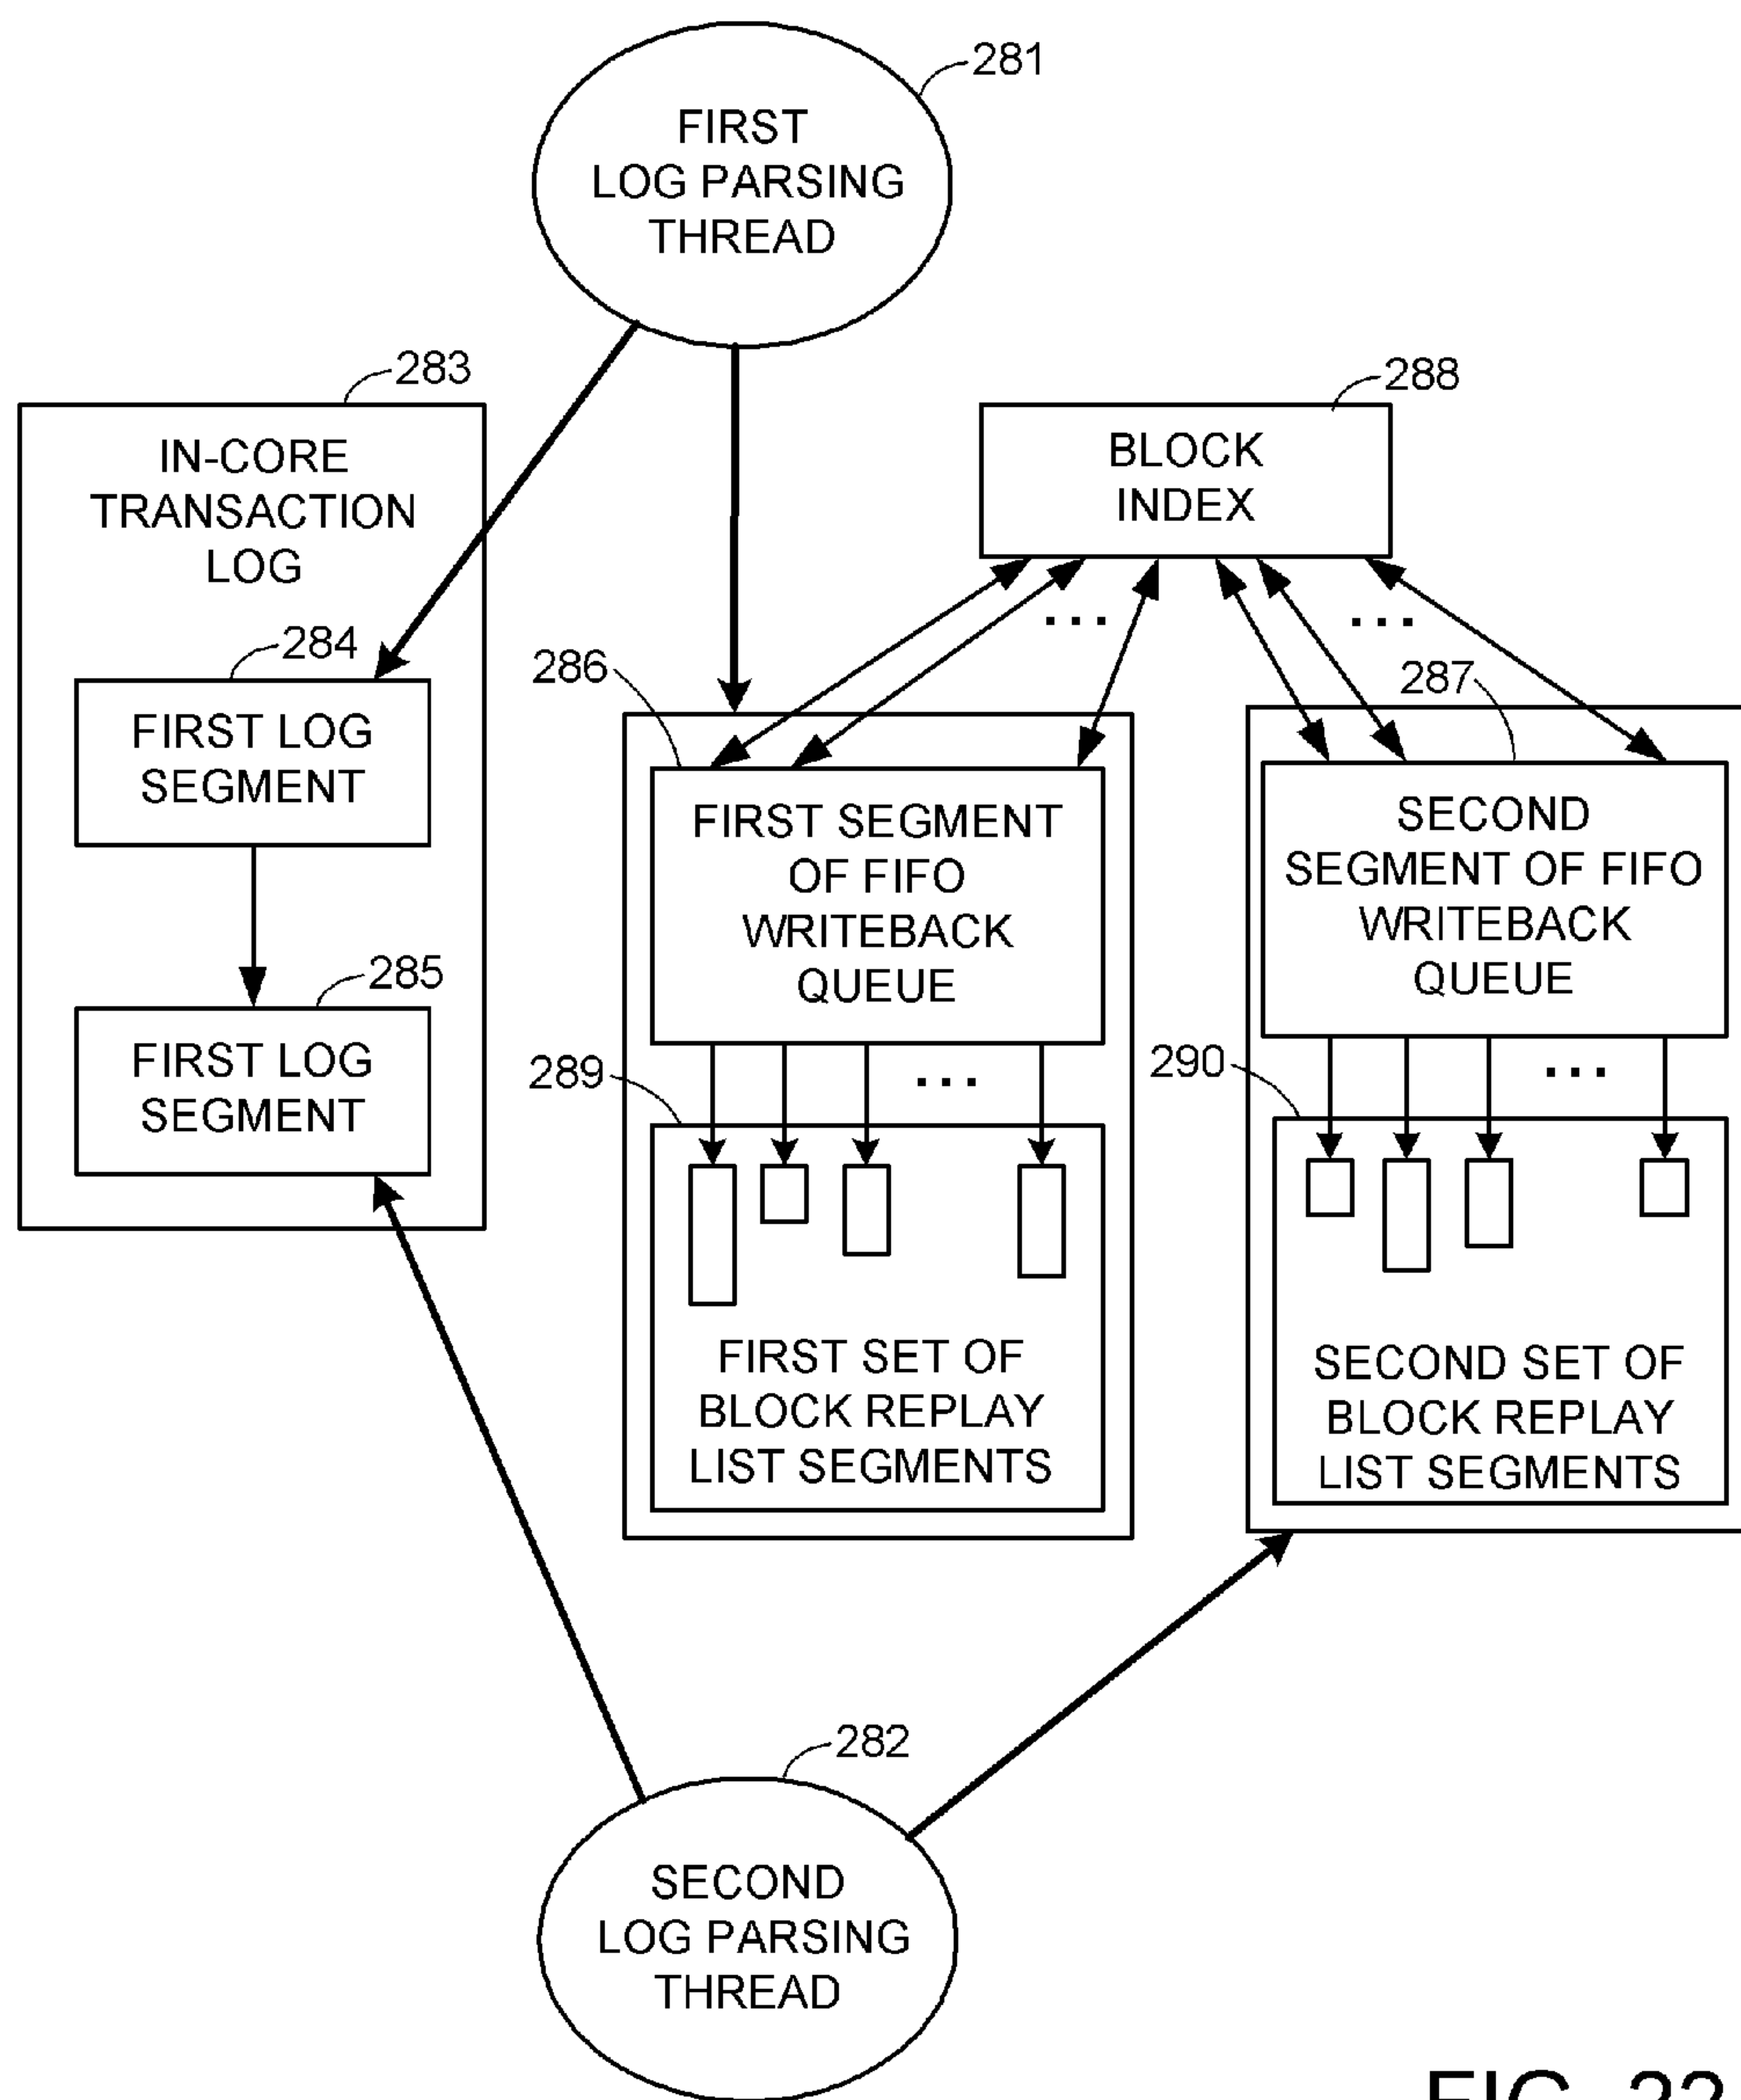 281
FIRST
LOG PARSING
THREAD
283
IN-CORE
TRANSACTION
LOG
288
BLOCK
INDEX
...
...
284
FIRST LOG
SEGMENT
286
FIRST SEGMENT
OF FIFO
WRITEBACK
QUEUE
287
SECOND
SEGMENT OF FIFO
WRITEBACK
QUEUE
285
FIRST LOG
SEGMENT
289
...
FIRST SET OF
BLOCK REPLAY
LIST SEGMENTS
290
...
SECOND SET OF
BLOCK REPLAY
LIST SEGMENTS
282
SECOND
LOG PARSING
THREAD
FIG. 22